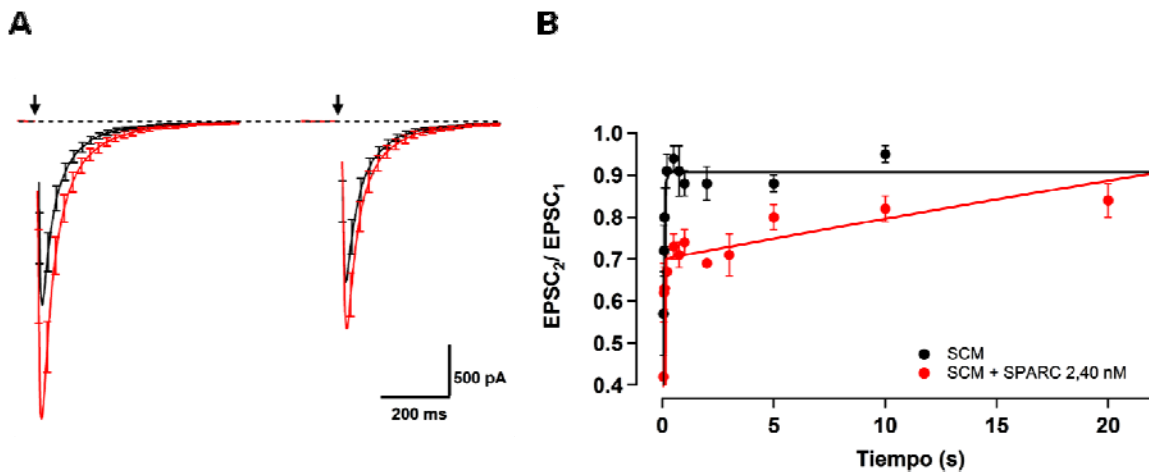 A
B
500 pA
200 ms
EPSC2/ EPSC1
1.0
0.9
0.8
0.7
0.6
0.5
0.4
SCM
SCM + SPARC 2,40 nM
0 5 10 15 20
Tiempo (s)